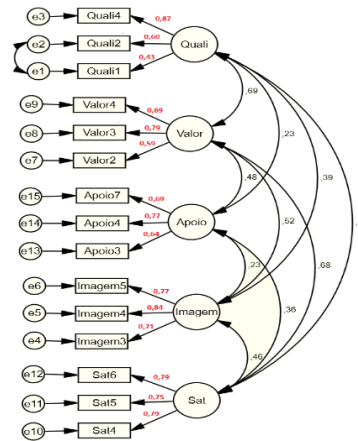 e3 Quali4 0,87
e2 Quali2 0,60 Quali
e1 Quali1 0,43
,69
e9 Valor4 0,69
e8 Valor3 0,79 Valor ,23
e7 Valor2 0,59
,48 ,39
e15 Apoio7 0,69
e14 Apoio4 0,77 Apoio ,52
e13 Apoio3 0,64
,23 ,68
e6 Imagem5 0,77
e5 Imagem4 0,84 Imagem ,36
e4 Imagem3 0,71
,46
e12 Sat6 0,79
e11 Sat5 0,75 Sat
e10 Sat4 0,79